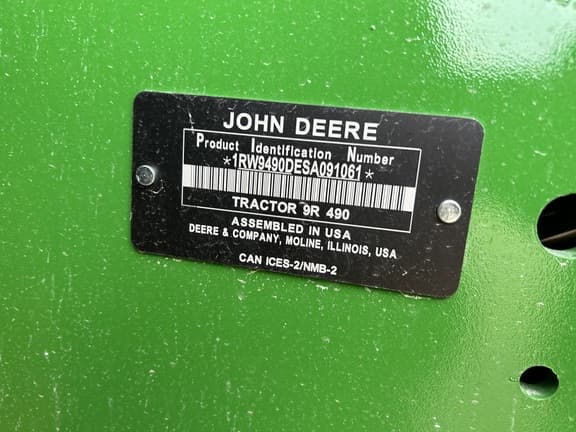 JOHN DEERE
Product Identification Number
*1RW9490DESA091061*
TRACTOR 9R 490
ASSEMBLED IN USA
DEERE & COMPANY, MOLINE, ILLINOIS, USA
CAN ICES-2/NMB-2